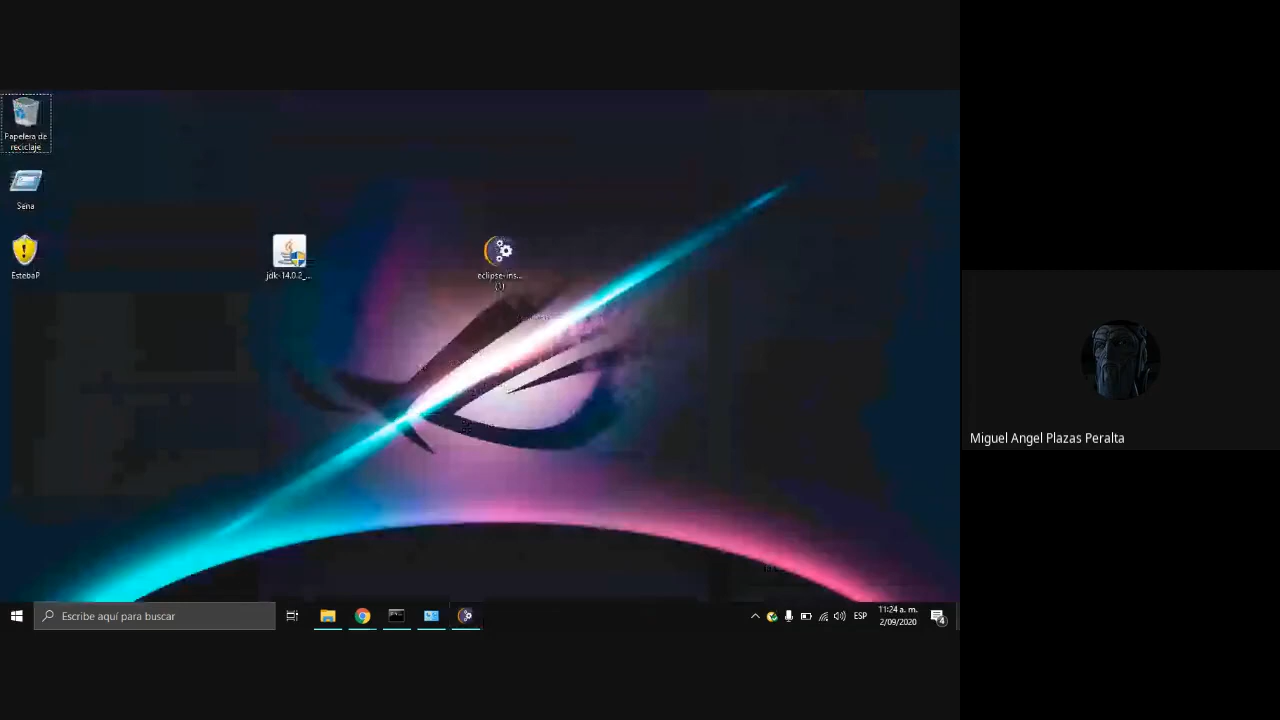 Papelera de
reciclaje
Sena
EstebaP
jdk-14.0.2_...
eclipse-ins...
(1)
Miguel Angel Plazas Peralta
Escribe aquí para buscar
ESP
11:24 a. m.
2/09/2020
4